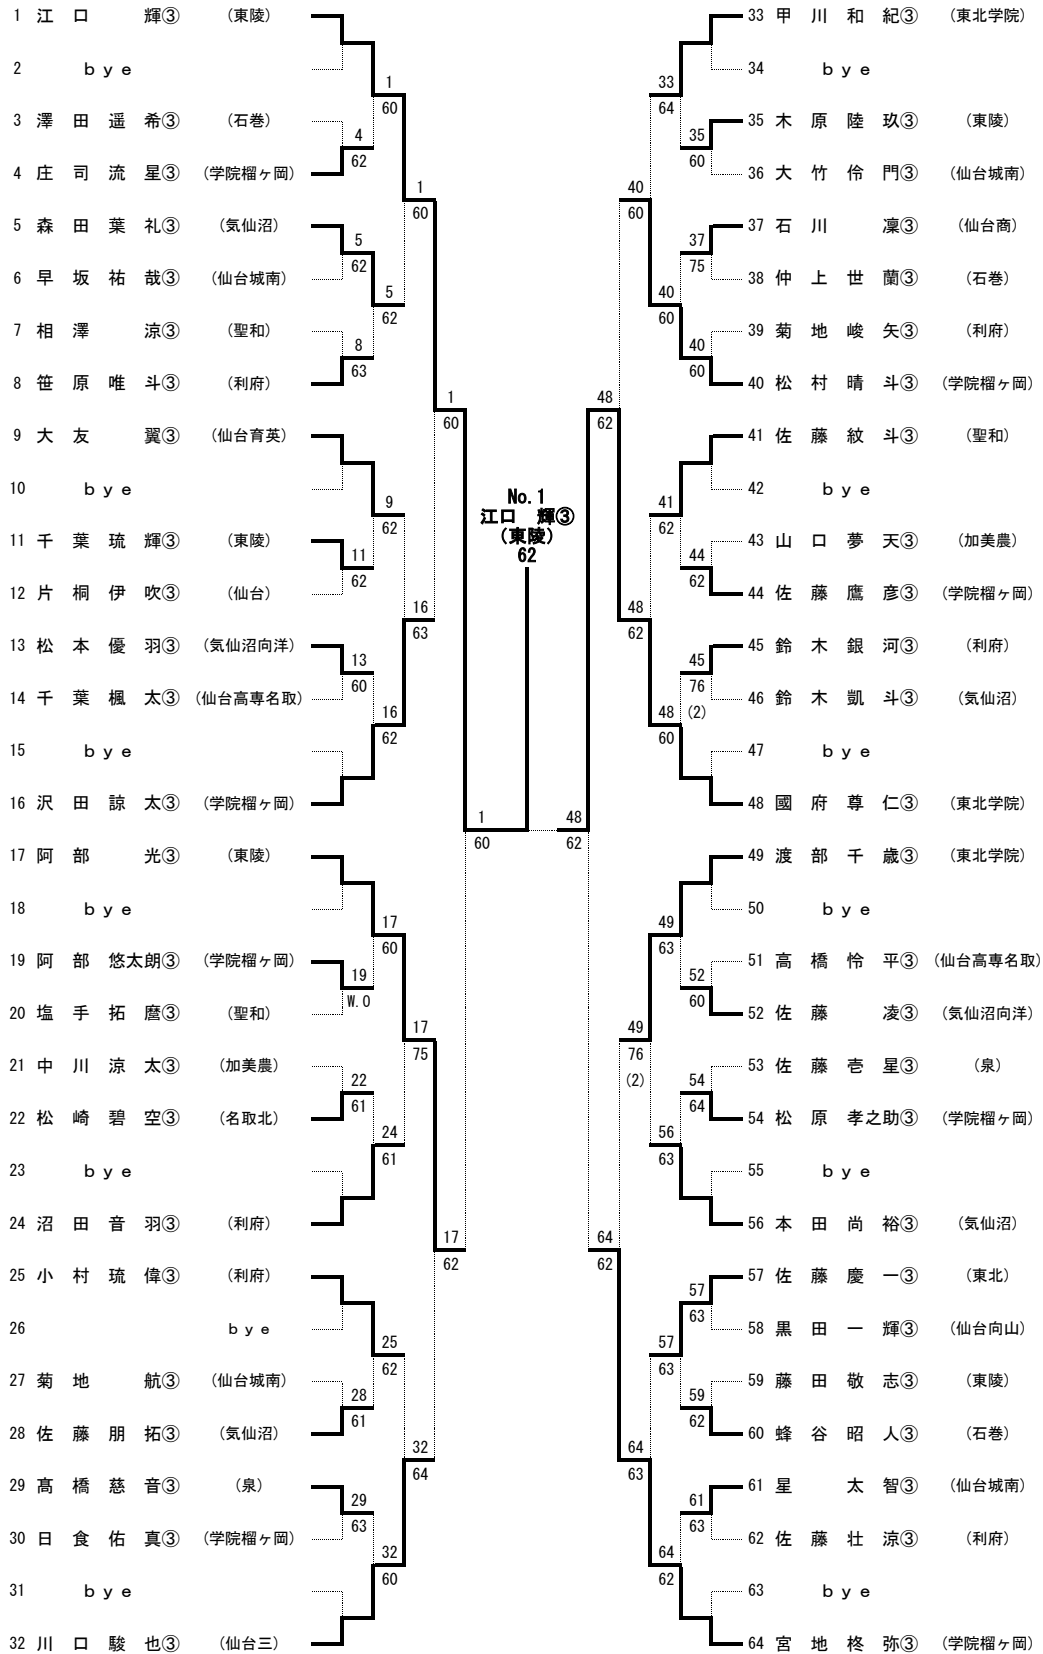 1 江口 輝③ (東陵)
2 bye
1
60
3 澤田遥希③ (石巻)
4
62
4 庄司流星③ (学院榴ヶ岡)
1
60
5 森田葉礼③ (気仙沼)
5
62
6 早坂祐哉③ (仙台城南)
5
62
7 相澤 涼③ (聖和)
8
63
8 笹原唯斗③ (利府)
1
60
9 大友 翼③ (仙台育英)
10 bye
9
62
11 千葉琉輝③ (東陵)
11
62
12 片桐伊吹③ (仙台)
16
63
13 松本優羽③ (気仙沼向洋)
13
60
14 千葉楓太③ (仙台高専名取)
16
62
15 bye
16 沢田諒太③ (学院榴ヶ岡)
1
60
17 阿部 光③ (東陵)
18 bye
17
60
19 阿部悠太朗③ (学院榴ヶ岡)
19
W.O
20 塩手拓磨③ (聖和)
17
75
21 中川涼太③ (加美農)
22
61
22 松崎碧空③ (名取北)
24
61
23 bye
24 沼田音羽③ (利府)
17
62
25 小村琉偉③ (利府)
26 bye
25
62
27 菊地 航③ (仙台城南)
28
61
28 佐藤朋拓③ (気仙沼)
32
64
29 髙橋慈音③ (泉)
29
63
30 日食佑真③ (学院榴ヶ岡)
32
60
31 bye
32 川口駿也③ (仙台三)
No.1
江口 輝③
(東陵)
62
33 甲川和紀③ (東北学院)
34 bye
33
64
35 木原陸玖③ (東陵)
35
60
36 大竹伶門③ (仙台城南)
40
60
37 石川 凜③ (仙台商)
37
75
38 仲上世蘭③ (石巻)
40
60
39 菊地峻矢③ (利府)
40
60
40 松村晴斗③ (学院榴ヶ岡)
48
62
41 佐藤紋斗③ (聖和)
42 bye
41
62
43 山口夢天③ (加美農)
44
62
44 佐藤鷹彦③ (学院榴ヶ岡)
48
62
45 鈴木銀河③ (利府)
45
76
(2)
46 鈴木凱斗③ (気仙沼)
48
60
47 bye
48 國府尊仁③ (東北学院)
48
62
49 渡部千歳③ (東北学院)
50 bye
49
63
51 高橋怜平③ (仙台高専名取)
52
60
52 佐藤 凌③ (気仙沼向洋)
49
76
(2)
53 佐藤壱星③ (泉)
54
64
54 松原孝之助③ (学院榴ヶ岡)
56
63
55 bye
56 本田尚裕③ (気仙沼)
64
62
57 佐藤慶一③ (東北)
57
63
58 黒田一輝③ (仙台向山)
57
63
59 藤田敬志③ (東陵)
59
62
60 蜂谷昭人③ (石巻)
64
63
61 星 太智③ (仙台城南)
61
63
62 佐藤壮涼③ (利府)
64
62
63 bye
64 宮地柊弥③ (学院榴ヶ岡)